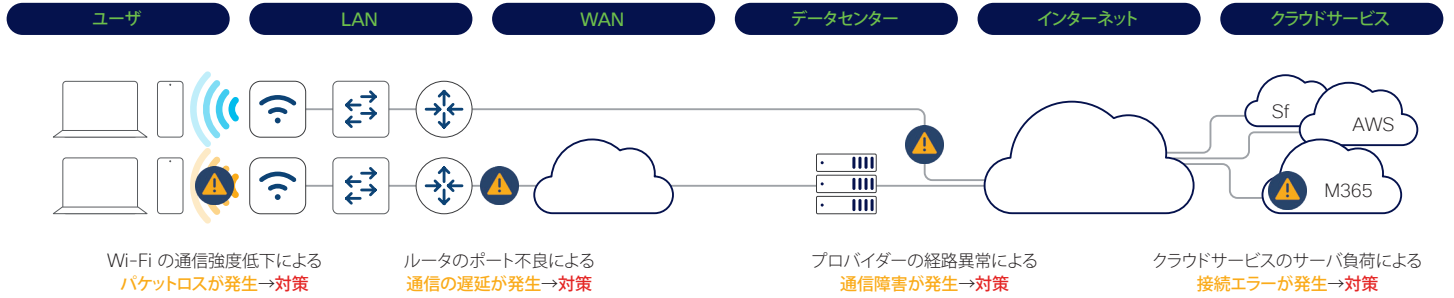 ユーザ
LAN
WAN
データセンター
インターネット
クラウドサービス
Sf
AWS
M365
Wi-Fi の通信強度低下による
パケットロスが発生→対策
ルータのポート不良による
通信の遅延が発生→対策
プロバイダーの経路異常による
通信障害が発生→対策
クラウドサービスのサーバ負荷による
接続エラーが発生→対策